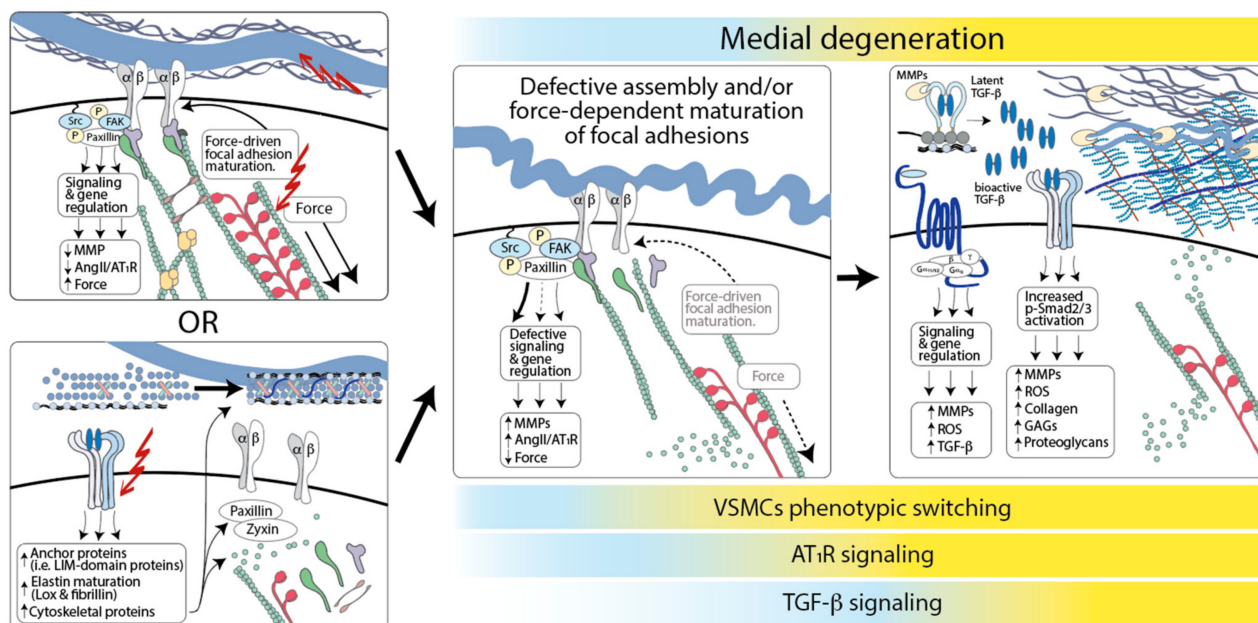 α β β
P
Src FAK
P Paxillin
Force-driven
focal adhesion
maturation.
Signaling
& gene
regulation
Force
↓ MMP
↓ AngII/AT₁R
↑ Force
OR
α β
Paxillin
Zyxin
↑ Anchor proteins
(i.e. LIM-domain proteins)
↑ Elastin maturation
(Lox & fibrillin)
↑ Cytoskeletal proteins
Medial degeneration
Defective assembly and/or
force-dependent maturation
of focal adhesions
α β β
P
Src FAK
P Paxillin
Force-driven
focal adhesion
maturation.
Defective
signaling
& gene
regulation
Force
↑ MMPs
↑ AngII/AT₁R
↓ Force
MMPs
Latent
TGF-β
bioactive
TGF-β
β γ
Gα11/12 Gαq
Signaling
& gene
regulation
↑ MMPs
↑ ROS
↑ TGF-β
Increased
p-Smad2/3
activation
↑ MMPs
↑ ROS
↑ Collagen
↑ GAGs
↑ Proteoglycans
VSMCs phenotypic switching
AT₁R signaling
TGF-β signaling